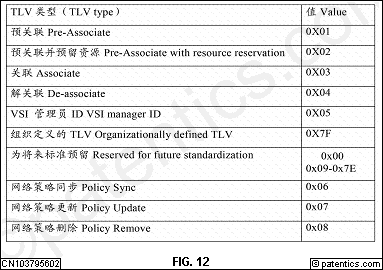 TLV 类型（TLV type） 值 Value
预关联 Pre-Associate 0X01
预关联并预留资源 Pre-Associate with resource reservation 0X02
关联 Associate 0X03
解关联 De-associate 0X04
VSI 管理员 ID VSI manager ID 0X05
组织定义的 TLV Organizationally defined TLV 0X7F
为将来标准预留 Reserved for future standardization 0x00
0x09-0x7E
网络策略同步 Policy Sync 0x06
网络策略更新 Policy Update 0x07
网络策略删除 Policy Remove 0x08
CN103795602 FIG. 12 ©patentics.com